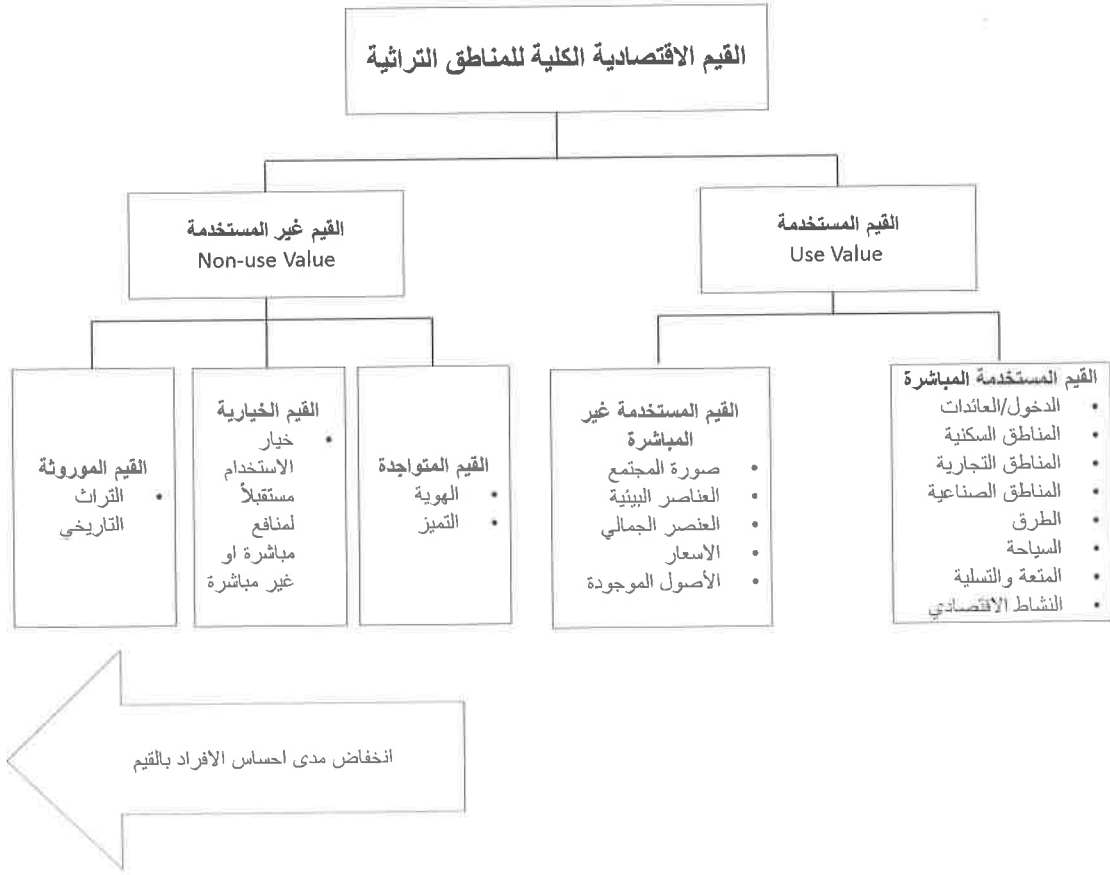 القيم الاقتصادية الكلية للمناطق التراثية
القيم المستخدمة
Use Value
القيم غير المستخدمة
Non-use Value
القيم المستخدمة المباشرة
• الدخول/العائدات
• المناطق السكنية
• المناطق التجارية
• المناطق الصناعية
• الطرق
• السياحة
• المتعة والتسلية
• النشاط الاقتصادي
القيم المستخدمة غير
المباشرة
• صورة المجتمع
• العناصر البيئية
• العنصر الجمالي
• الاسعار
• الأصول الموجودة
القيم المتواجدة
• الهوية
• التميز
القيم الخيارية
• خيار
الاستخدام
مستقبلاً
لمنافع
مباشرة او
غير مباشرة
القيم الموروثة
• التراث
التاريخي
انخفاض مدى احساس الافراد بالقيم